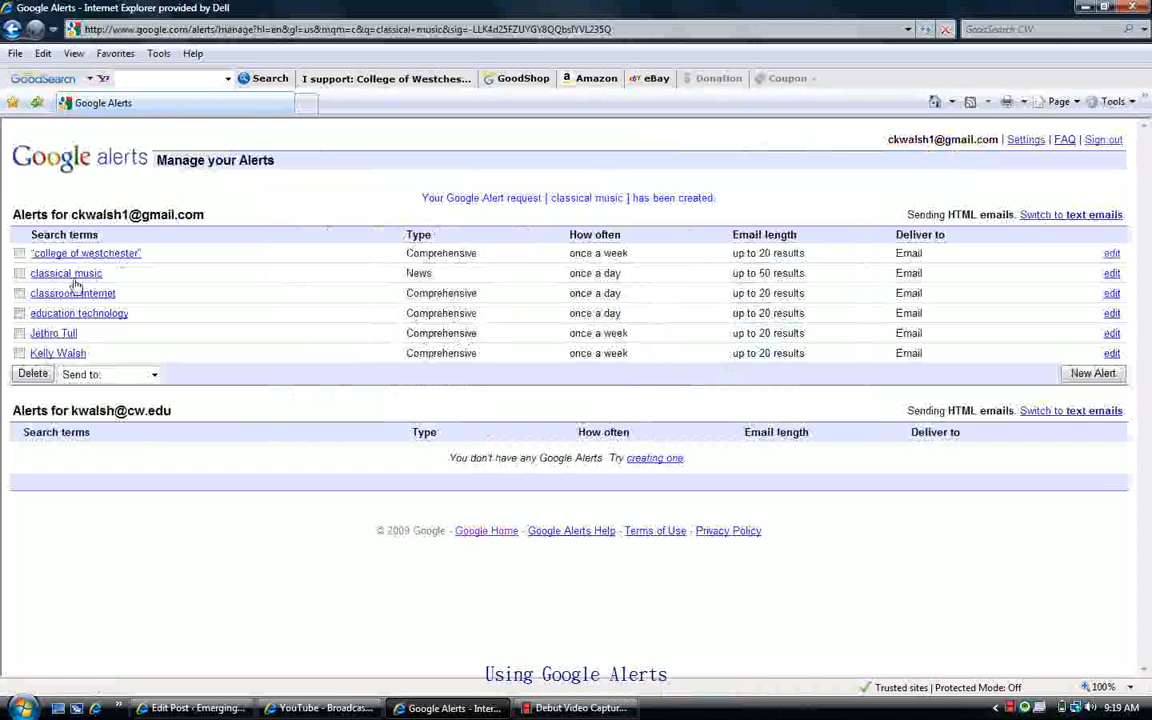 Google Alerts - Internet Explorer provided by Dell
File Edit View Favorites Tools Help
GoodSearch Search I support: College of Westches... GoodShop Amazon eBay Donation Coupon
GoodSearch CW
Google Alerts Page Tools
ckwalsh1@gmail.com | Settings | FAQ | Sign out
Google alerts Manage your Alerts
Your Google Alert request [ classical music ] has been created.
Alerts for ckwalsh1@gmail.com Sending HTML emails. Switch to text emails.
Search terms Type How often Email length Deliver to
"college of westchester" Comprehensive once a week up to 20 results Email edit
classical music News once a day up to 50 results Email edit
classroom internet Comprehensive once a day up to 20 results Email edit
education technology Comprehensive once a day up to 20 results Email edit
Jethro Tull Comprehensive once a week up to 20 results Email edit
Kelly Walsh Comprehensive once a week up to 20 results Email edit
Delete Send to: New Alert
Alerts for kwalsh@cw.edu Sending HTML emails. Switch to text emails.
Search terms Type How often Email length Deliver to
You don't have any Google Alerts Try creating one.
© 2009 Google - Google Home - Google Alerts Help - Terms of Use - Privacy Policy
Using Google Alerts
Trusted sites | Protected Mode: Off 100%
Edit Post ‹ Emerging... YouTube - Broadcas... Google Alerts - Inter... Debut Video Captur... 9:19 AM